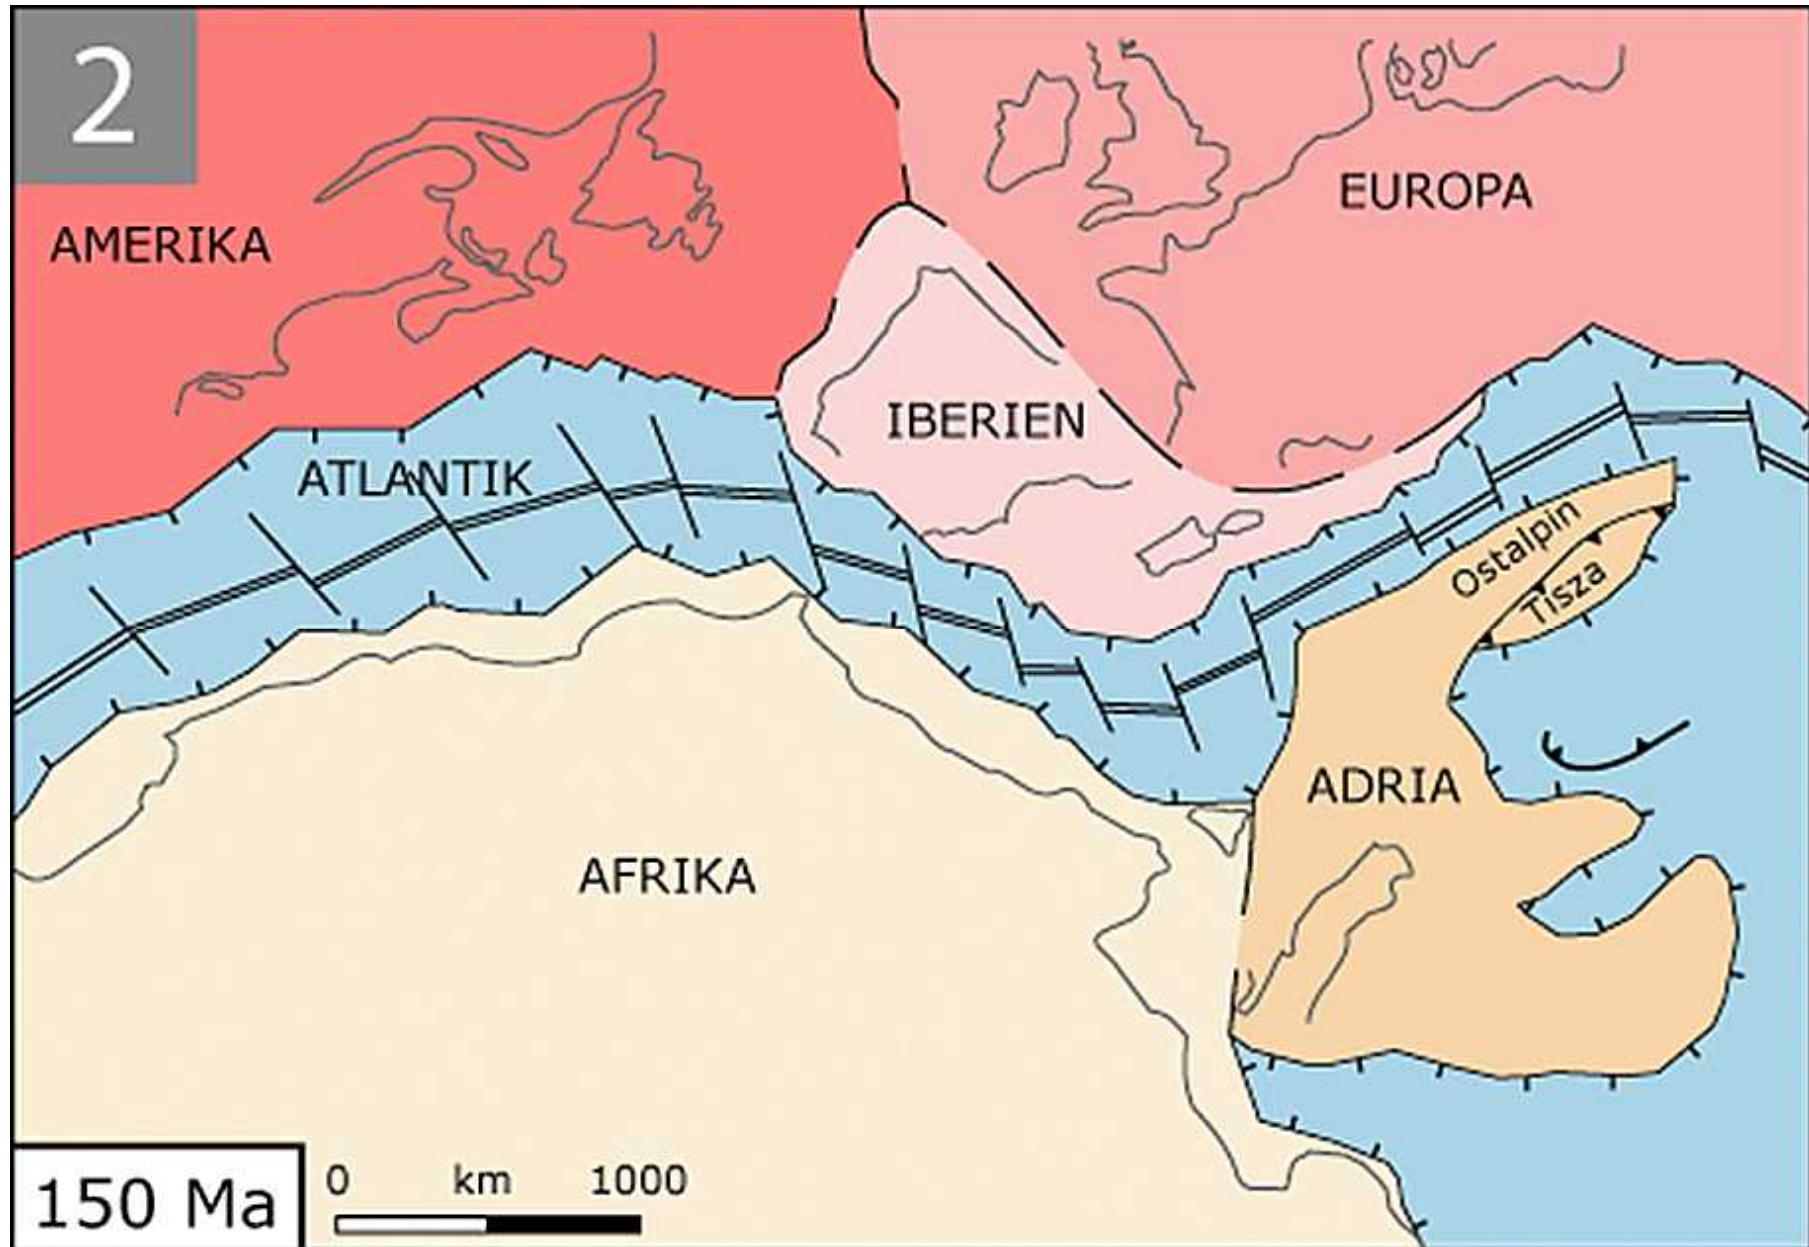 2
AMERIKA
EUROPA
IBERIEN
ATLANTIK
Ostalpin
Tisza
ADRIA
AFRIKA
150 Ma
0 km 1000